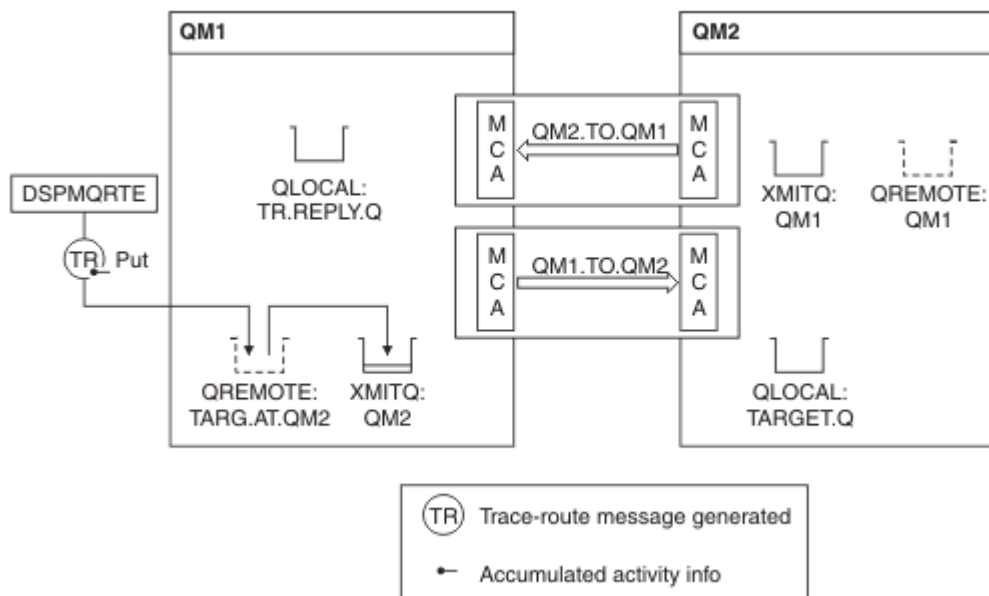 QM1
QM2
M
C
A
QM2.TO.QM1
M
C
A
QLOCAL:
TR.REPLY.Q
XMITQ:
QM1
QREMOTE:
QM1
DSPMQRTE
TR
Put
M
C
A
QM1.TO.QM2
M
C
A
QREMOTE:
TARG.AT.QM2
XMITQ:
QM2
QLOCAL:
TARGET.Q
TR Trace-route message generated
Accumulated activity info